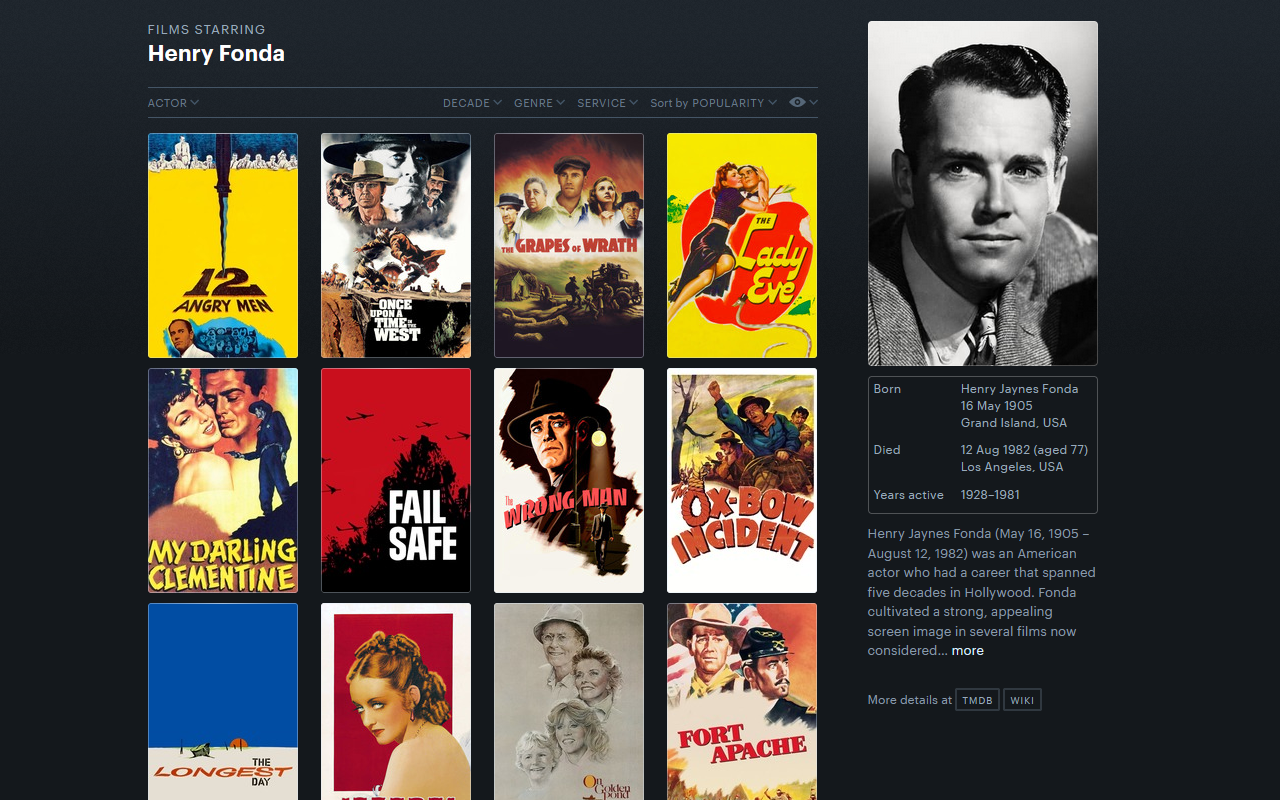 FILMS STARRING
Henry Fonda
ACTOR
DECADE
GENRE
SERVICE
Sort by POPULARITY
12
ANGRY MEN
ONCE
UPON A
TIME IN THE
WEST
THE GRAPES OF WRATH
THE
Lady
Eve
MY DARLING
CLEMENTINE
FAIL
SAFE
The
WRONG MAN
The
OX-BOW
INCIDENT
THE
LONGEST
DAY
On
Golden
Pond
FORT
APACHE
Born
Henry Jaynes Fonda
16 May 1905
Grand Island, USA
Died
12 Aug 1982 (aged 77)
Los Angeles, USA
Years active
1928–1981
Henry Jaynes Fonda (May 16, 1905 –
August 12, 1982) was an American
actor who had a career that spanned
five decades in Hollywood. Fonda
cultivated a strong, appealing
screen image in several films now
considered... more
More details at TMDB WIKI